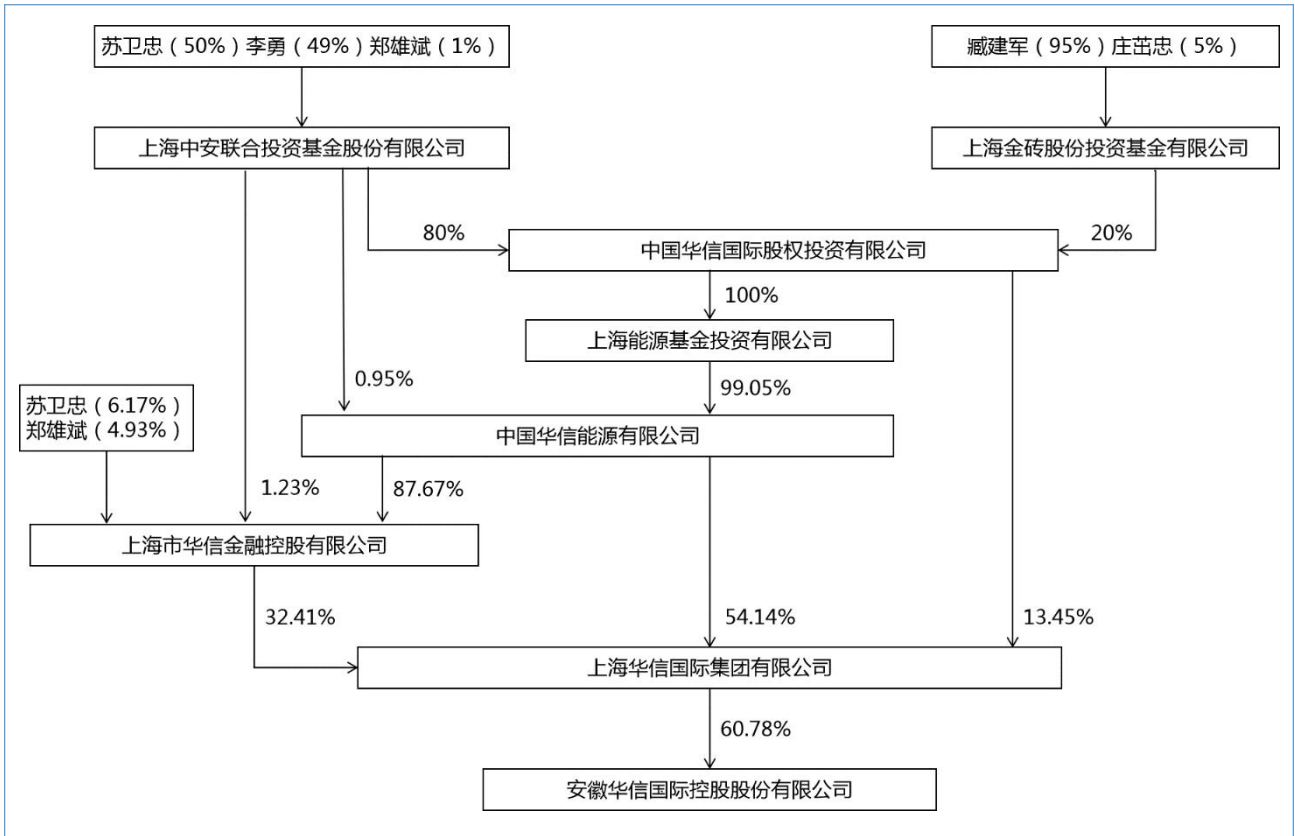 苏卫忠（50%）李勇（49%）郑雄斌（1%）
臧建军（95%）庄茁忠（5%）
上海中安联合投资基金股份有限公司
上海金砖股份投资基金有限公司
80%
中国华信国际股权投资有限公司
20%
100%
上海能源基金投资有限公司
0.95%
99.05%
苏卫忠（6.17%）
郑雄斌（4.93%）
中国华信能源有限公司
1.23%
87.67%
上海市华信金融控股有限公司
32.41%
54.14%
13.45%
上海华信国际集团有限公司
60.78%
安徽华信国际控股股份有限公司